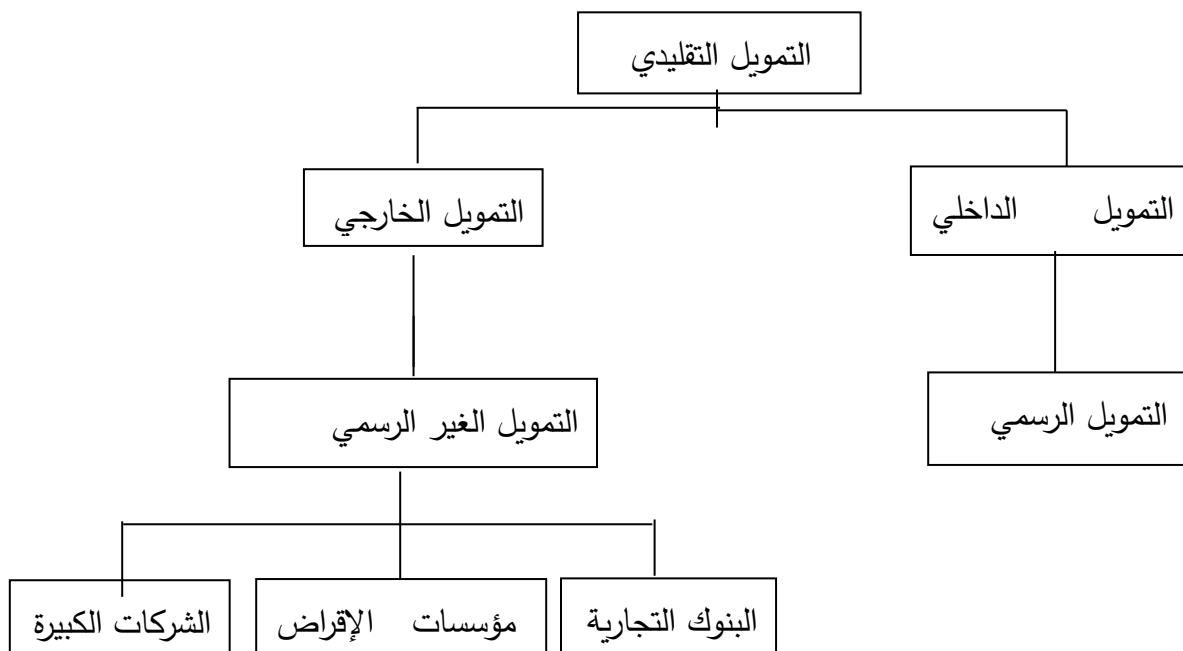 التمويل التقليدي
التمويل الداخلي
التمويل الخارجي
التمويل الرسمي
التمويل الغير الرسمي
البنوك التجارية
مؤسسات الإقراض
الشركات الكبيرة